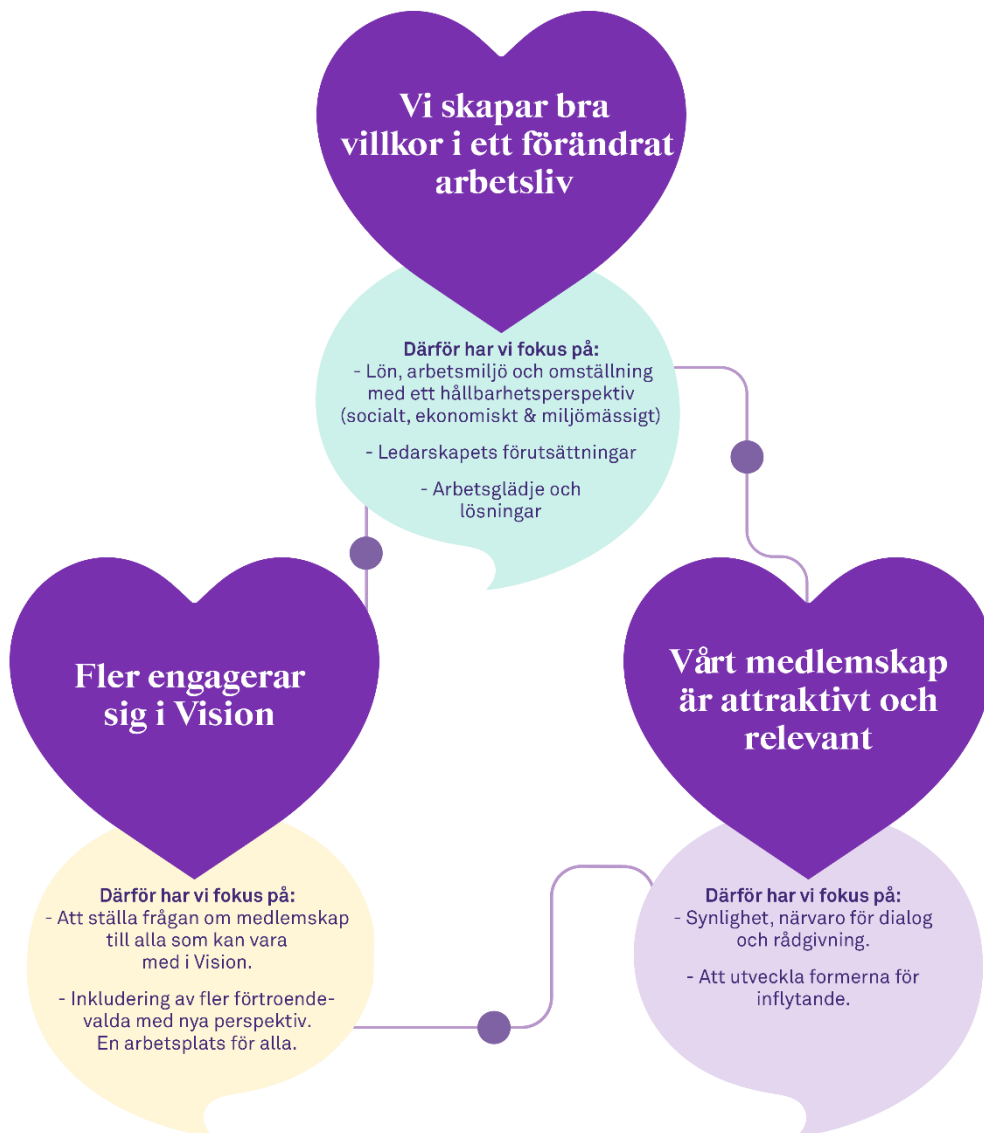 Vi skapar bra
villkor i ett förändrat
arbetsliv
Därför har vi fokus på:
- Lön, arbetsmiljö och omställning
med ett hållbarhetsperspektiv
(socialt, ekonomiskt & miljömässigt)
- Ledarskapets förutsättningar
- Arbetsglädje och
lösningar
Fler engagerar
sig i Vision
Därför har vi fokus på:
- Att ställa frågan om medlemskap
till alla som kan vara
med i Vision.
- Inkludering av fler förtroende-
valda med nya perspektiv.
En arbetsplats för alla.
Vårt medlemskap
är attraktivt och
relevant
Därför har vi fokus på:
- Synlighet, närvaro för dialog
och rådgivning.
- Att utveckla formerna för
inflytande.